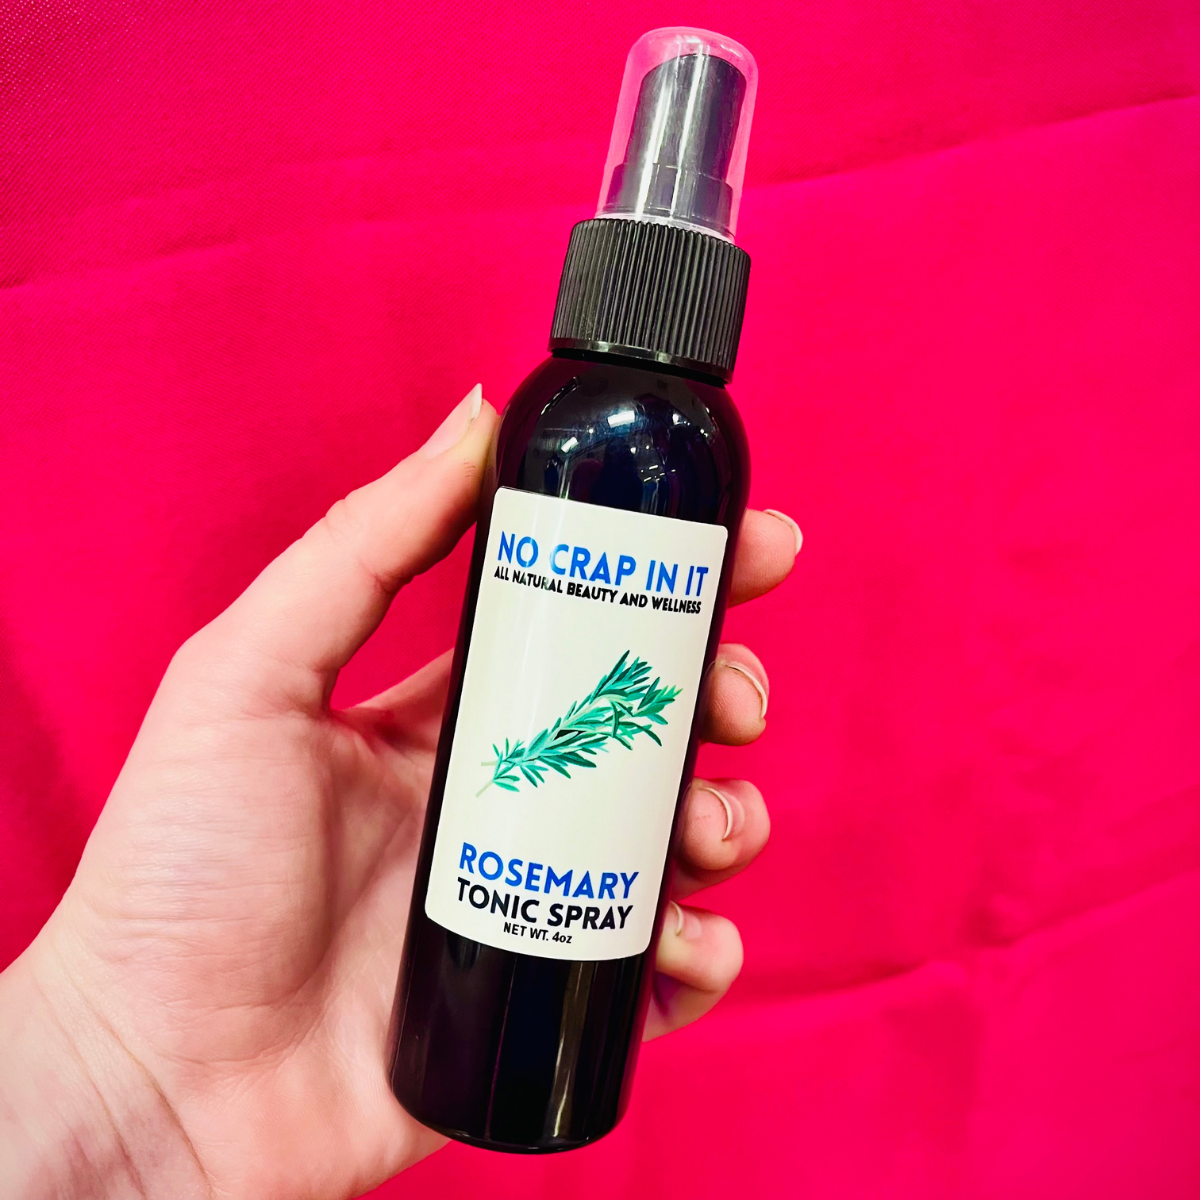 NO CRAP IN IT
ALL NATURAL BEAUTY AND WELLNESS
ROSEMARY
TONIC SPRAY
NET WT. 4oz